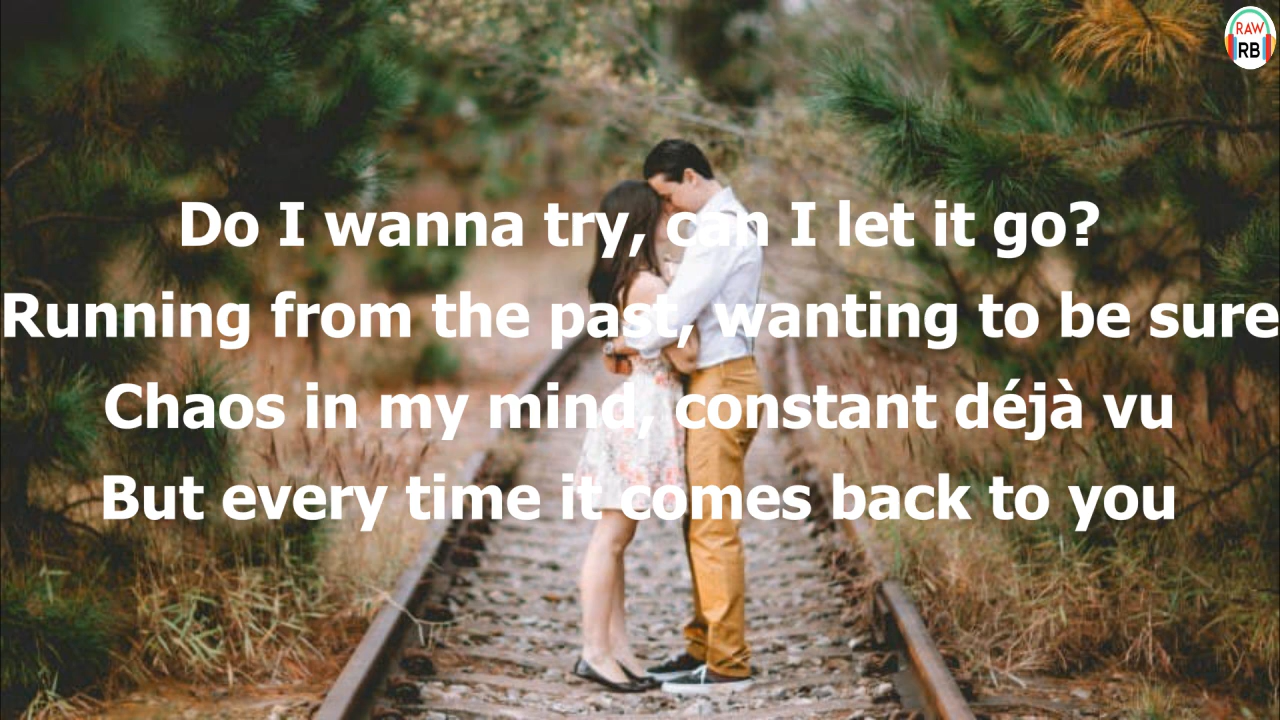 RAW
RB
Do I wanna try, can I let it go?
Running from the past, wanting to be sure
Chaos in my mind, constant déjà vu
But every time it comes back to you